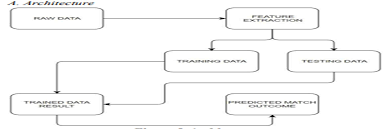 A. Architecture
RAW DATA
FEATURE
EXTRACTION
TRAINING DATA
TESTING DATA
TRAINED DATA
RESULT
PREDICTED MATCH
OUTCOME